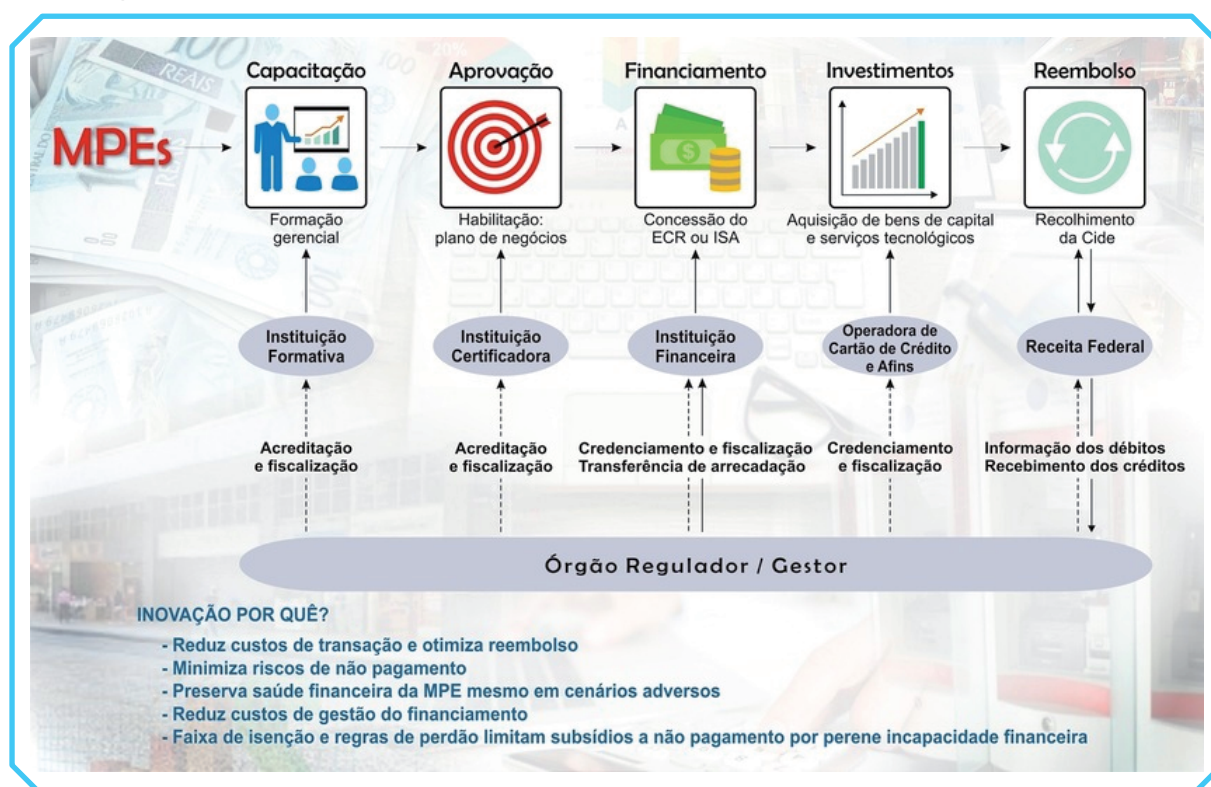 Capacitação
Aprovação
Financiamento
Investimentos
Reembolso
MPEs
Formação
gerencial
Habilitação:
plano de negócios
Concessão do
ECR ou ISA
Aquisição de bens de capital
e serviços tecnológicos
Recolhimento
da Cide
Instituição
Formativa
Instituição
Certificadora
Instituição
Financeira
Operadora de
Cartão de Crédito
e Afins
Receita Federal
Acreditação
e fiscalização
Acreditação
e fiscalização
Credenciamento e fiscalização
Transferência de arrecadação
Credenciamento
e fiscalização
Informação dos débitos
Recebimento dos créditos
Órgão Regulador / Gestor
INOVAÇÃO POR QUÊ?
- Reduz custos de transação e otimiza reembolso
- Minimiza riscos de não pagamento
- Preserva saúde financeira da MPE mesmo em cenários adversos
- Reduz custos de gestão do financiamento
- Faixa de isenção e regras de perdão limitam subsídios a não pagamento por perene incapacidade financeira